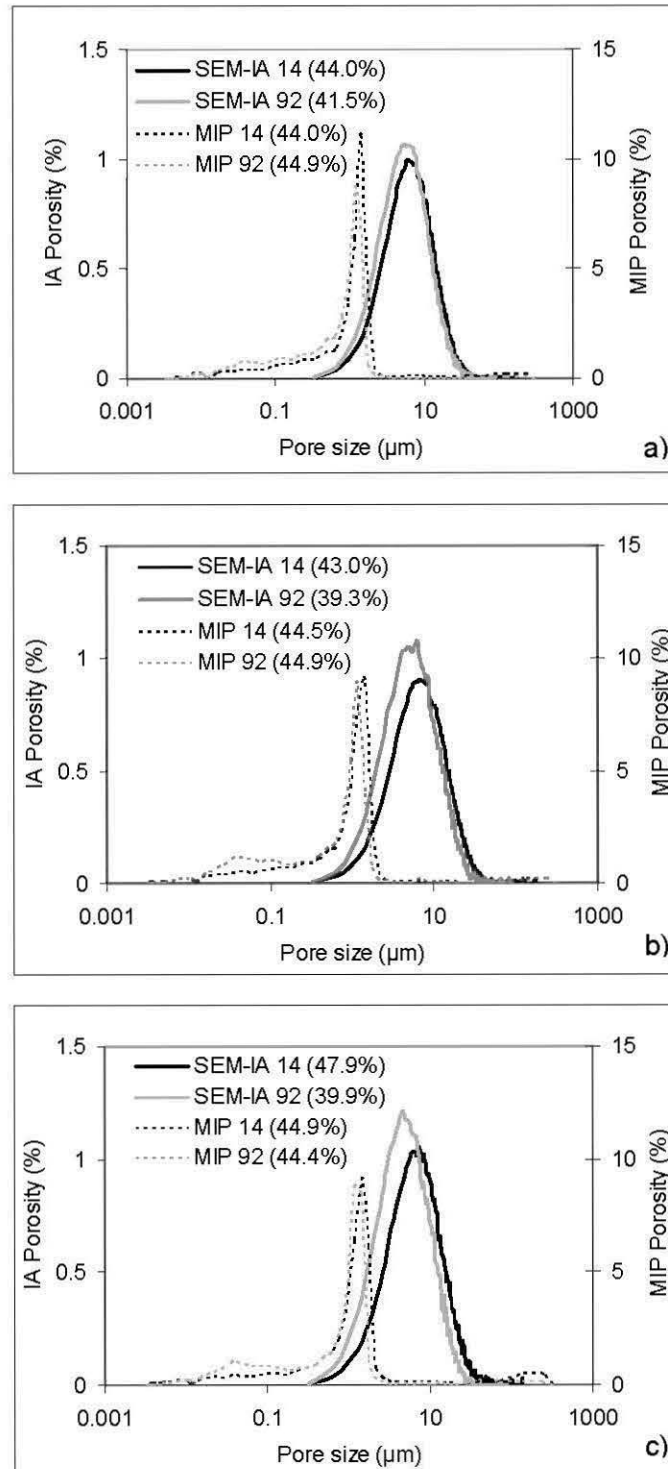 1.5
15
SEM-IA 14 (44.0%)
SEM-IA 92 (41.5%)
MIP 14 (44.0%)
MIP 92 (44.9%)
IA Porosity (%)
MIP Porosity (%)
1
10
0.5
5
0
0
0.001
0.1
10
1000
Pore size (µm)
a)
1.5
15
SEM-IA 14 (43.0%)
SEM-IA 92 (39.3%)
MIP 14 (44.5%)
MIP 92 (44.9%)
IA Porosity (%)
MIP Porosity (%)
1
10
0.5
5
0
0
0.001
0.1
10
1000
Pore size (µm)
b)
1.5
15
SEM-IA 14 (47.9%)
SEM-IA 92 (39.9%)
MIP 14 (44.9%)
MIP 92 (44.4%)
IA Porosity (%)
MIP Porosity (%)
1
10
0.5
5
0
0
0.001
0.1
10
1000
Pore size (µm)
c)